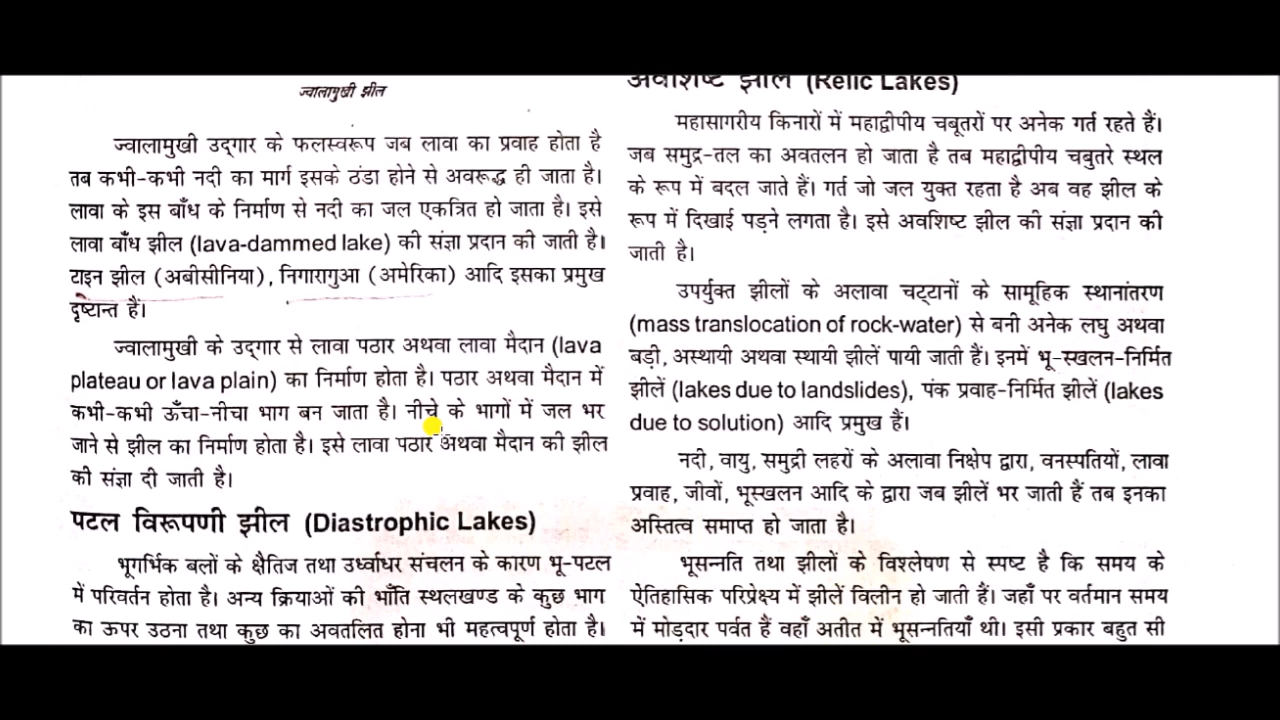 ज्वालामुखी झील
ज्वालामुखी उद्‌गार के फलस्वरूप जब लावा का प्रवाह होता है
तब कभी-कभी नदी का मार्ग इसके ठंडा होने से अवरूद्ध ही जाता है।
लावा के इस बाँध के निर्माण से नदी का जल एकत्रित हो जाता है। इसे
लावा बाँध झील (lava-dammed lake) की संज्ञा प्रदान की जाती है।
टाइन झील (अबीसीनिया), निगारागुआ (अमेरिका) आदि इसका प्रमुख
दृष्टान्त हैं।
ज्वालामुखी के उद्‌गार से लावा पठार अथवा लावा मैदान (lava
plateau or lava plain) का निर्माण होता है। पठार अथवा मैदान में
कभी-कभी ऊँचा-नीचा भाग बन जाता है। नीचे के भागों में जल भर
जाने से झील का निर्माण होता है। इसे लावा पठार अथवा मैदान की झील
की संज्ञा दी जाती है।
पटल विरूपणी झील (Diastrophic Lakes)
भूगर्भिक बलों के क्षैतिज तथा उर्ध्वाधर संचलन के कारण भू-पटल
में परिवर्तन होता है। अन्य क्रियाओं की भाँति स्थलखण्ड के कुछ भाग
का ऊपर उठना तथा कुछ का अवतलित होना भी महत्वपूर्ण होता है।
अवशिष्ट झील (Relic Lakes)
महासागरीय किनारों में महाद्वीपीय चबूतरों पर अनेक गर्त रहते हैं।
जब समुद्र-तल का अवतलन हो जाता है तब महाद्वीपीय चबुतरे स्थल
के रूप में बदल जाते हैं। गर्त जो जल युक्त रहता है अब वह झील के
रूप में दिखाई पड़ने लगता है। इसे अवशिष्ट झील की संज्ञा प्रदान की
जाती है।
उपर्युक्त झीलों के अलावा चट्टानों के सामूहिक स्थानांतरण
(mass translocation of rock-water) से बनी अनेक लघु अथवा
बड़ी, अस्थायी अथवा स्थायी झीलें पायी जाती हैं। इनमें भू-स्खलन-निर्मित
झीलें (lakes due to landslides), पंक प्रवाह-निर्मित झीलें (lakes
due to solution) आदि प्रमुख हैं।
नदी, वायु, समुद्री लहरों के अलावा निक्षेप द्वारा, वनस्पतियों, लावा
प्रवाह, जीवों, भूस्खलन आदि के द्वारा जब झीलें भर जाती हैं तब इनका
अस्तित्व समाप्त हो जाता है।
भूसन्नति तथा झीलों के विश्लेषण से स्पष्ट है कि समय के
ऐतिहासिक परिप्रेक्ष्य में झीलें विलीन हो जाती हैं। जहाँ पर वर्तमान समय
में मोड़दार पर्वत हैं वहाँ अतीत में भूसन्नतियाँ थी। इसी प्रकार बहुत सी